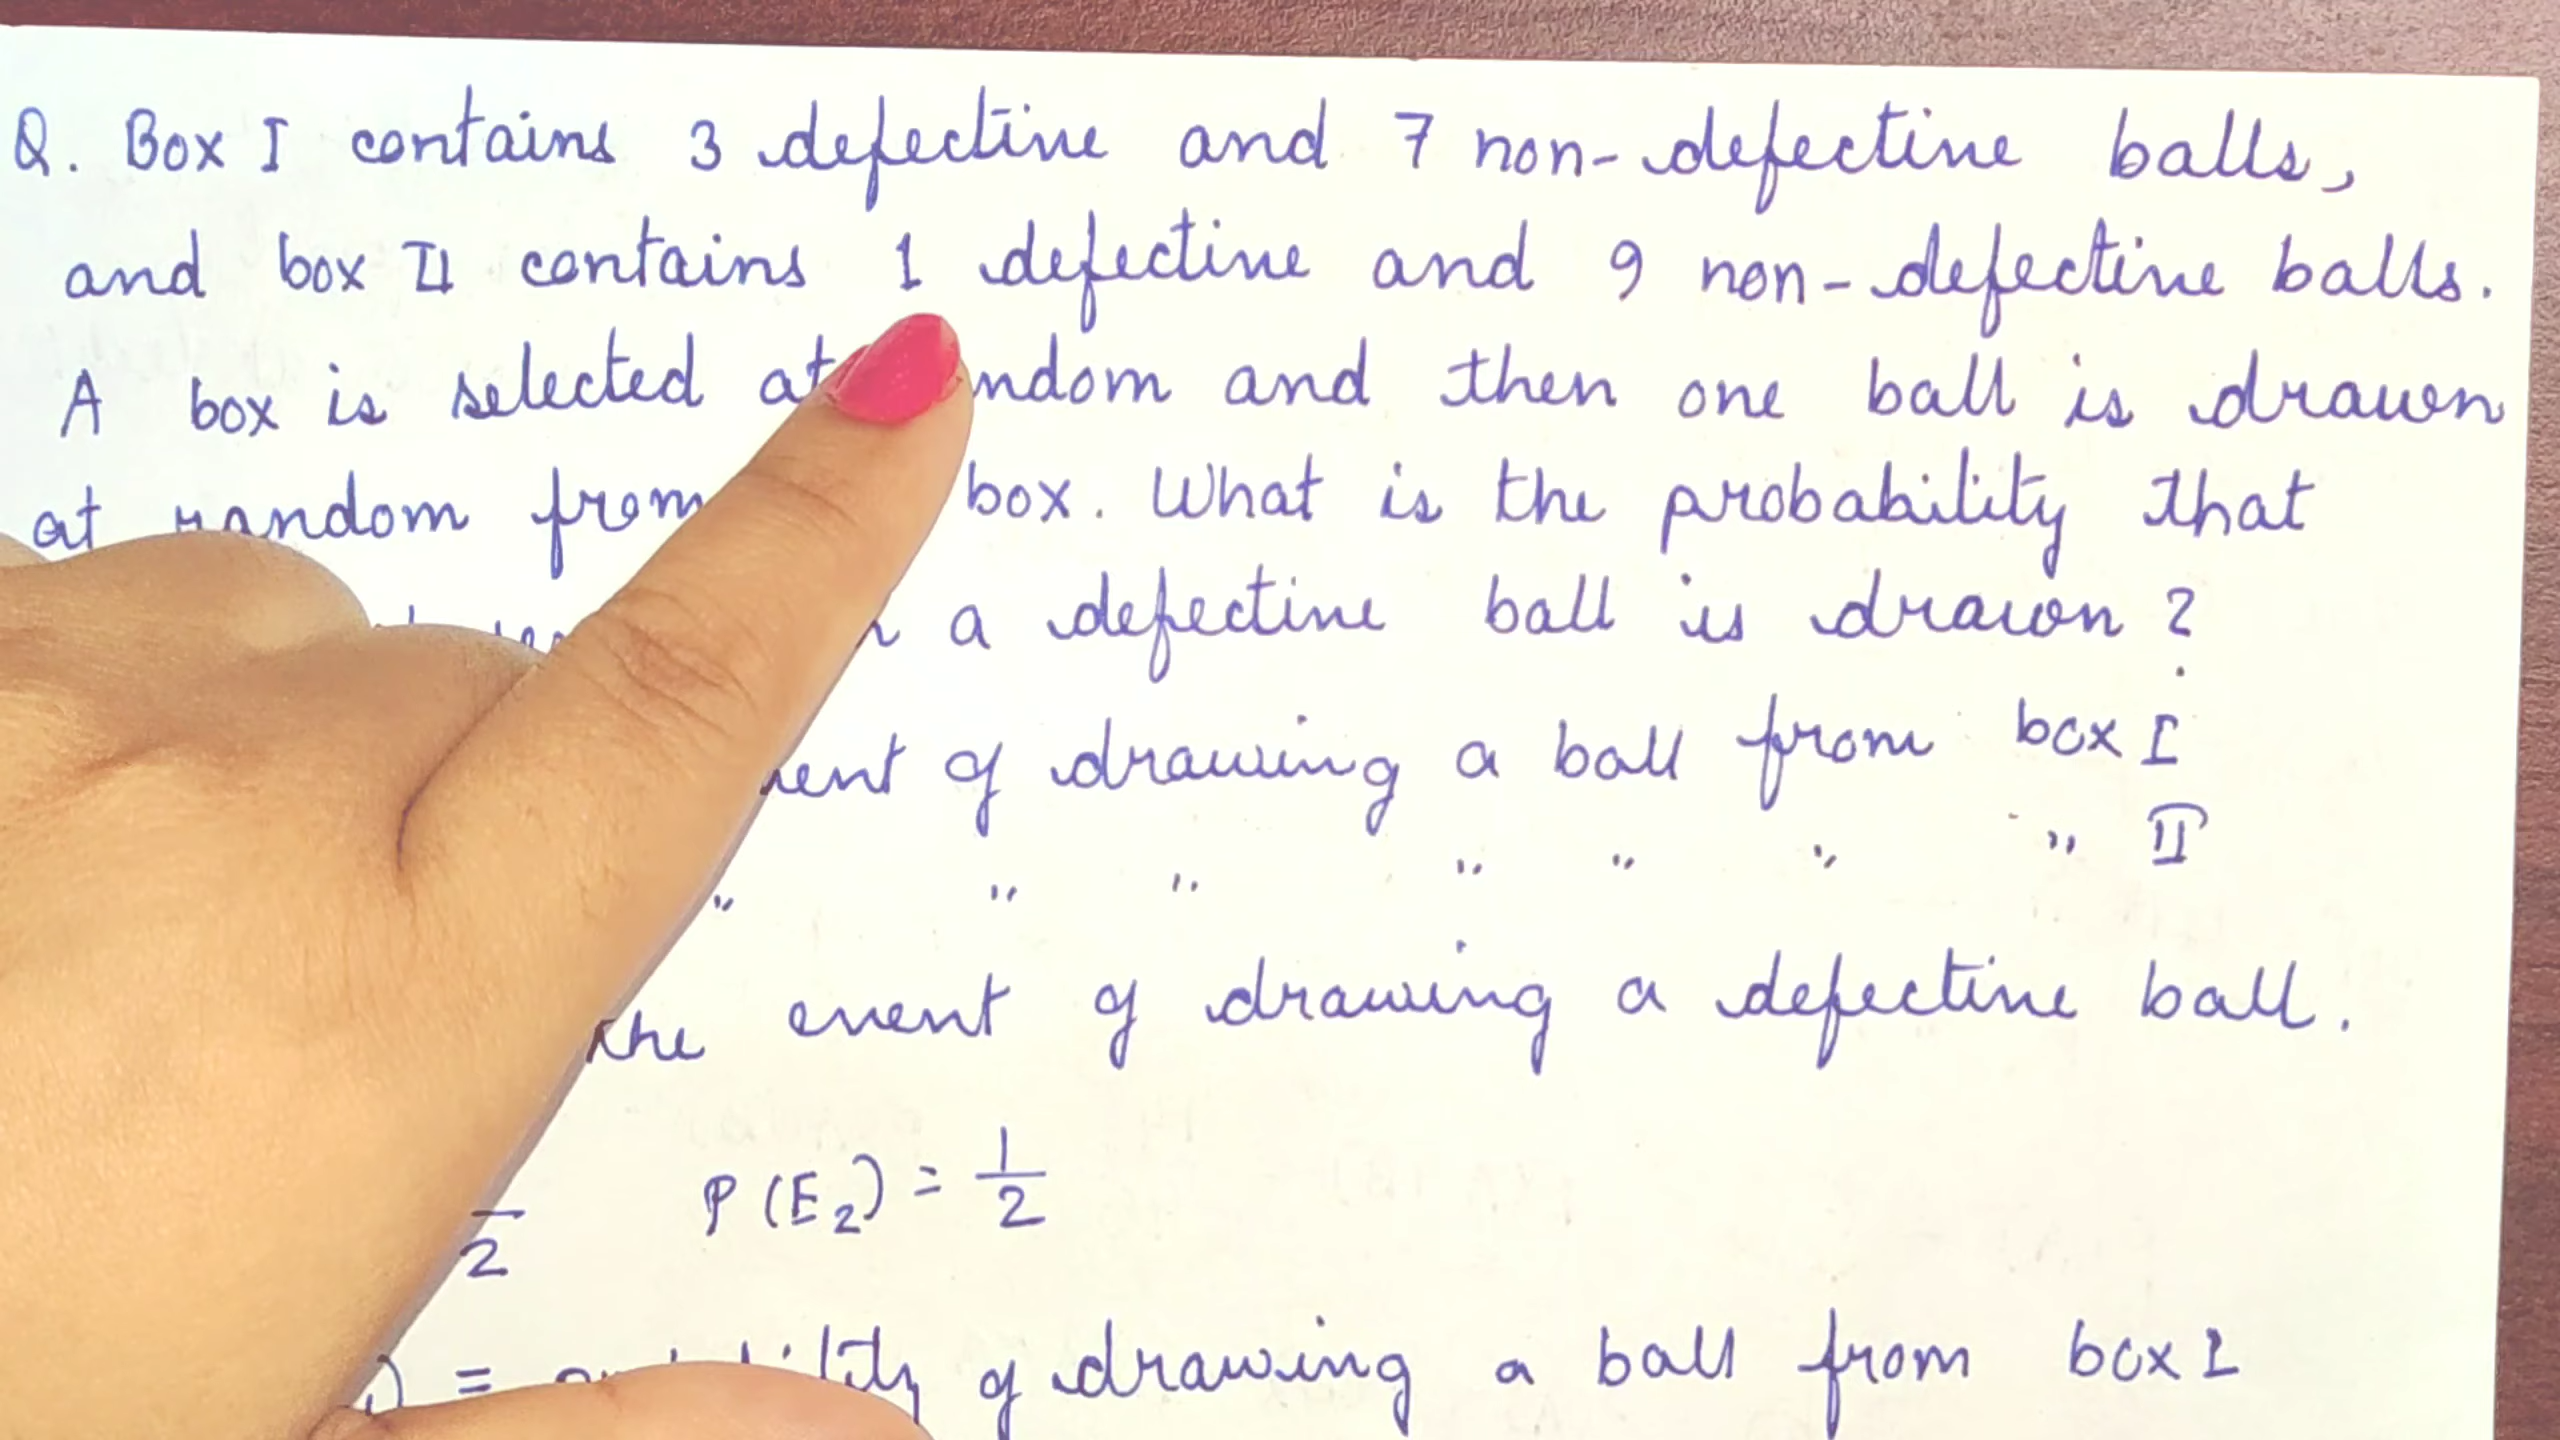 Q. Box I contains 3 defective and 7 non-defective balls,
and box II contains 1 defective and 9 non-defective balls.
A box is selected at and then one ball is drawn
at random from box. What is the probability that
a defective ball is drawn ?
of drawing a ball from box I
" " " " " " " II
the event of drawing a defective ball.
2 P(E₂) = 1/2
= of drawing a ball from box I